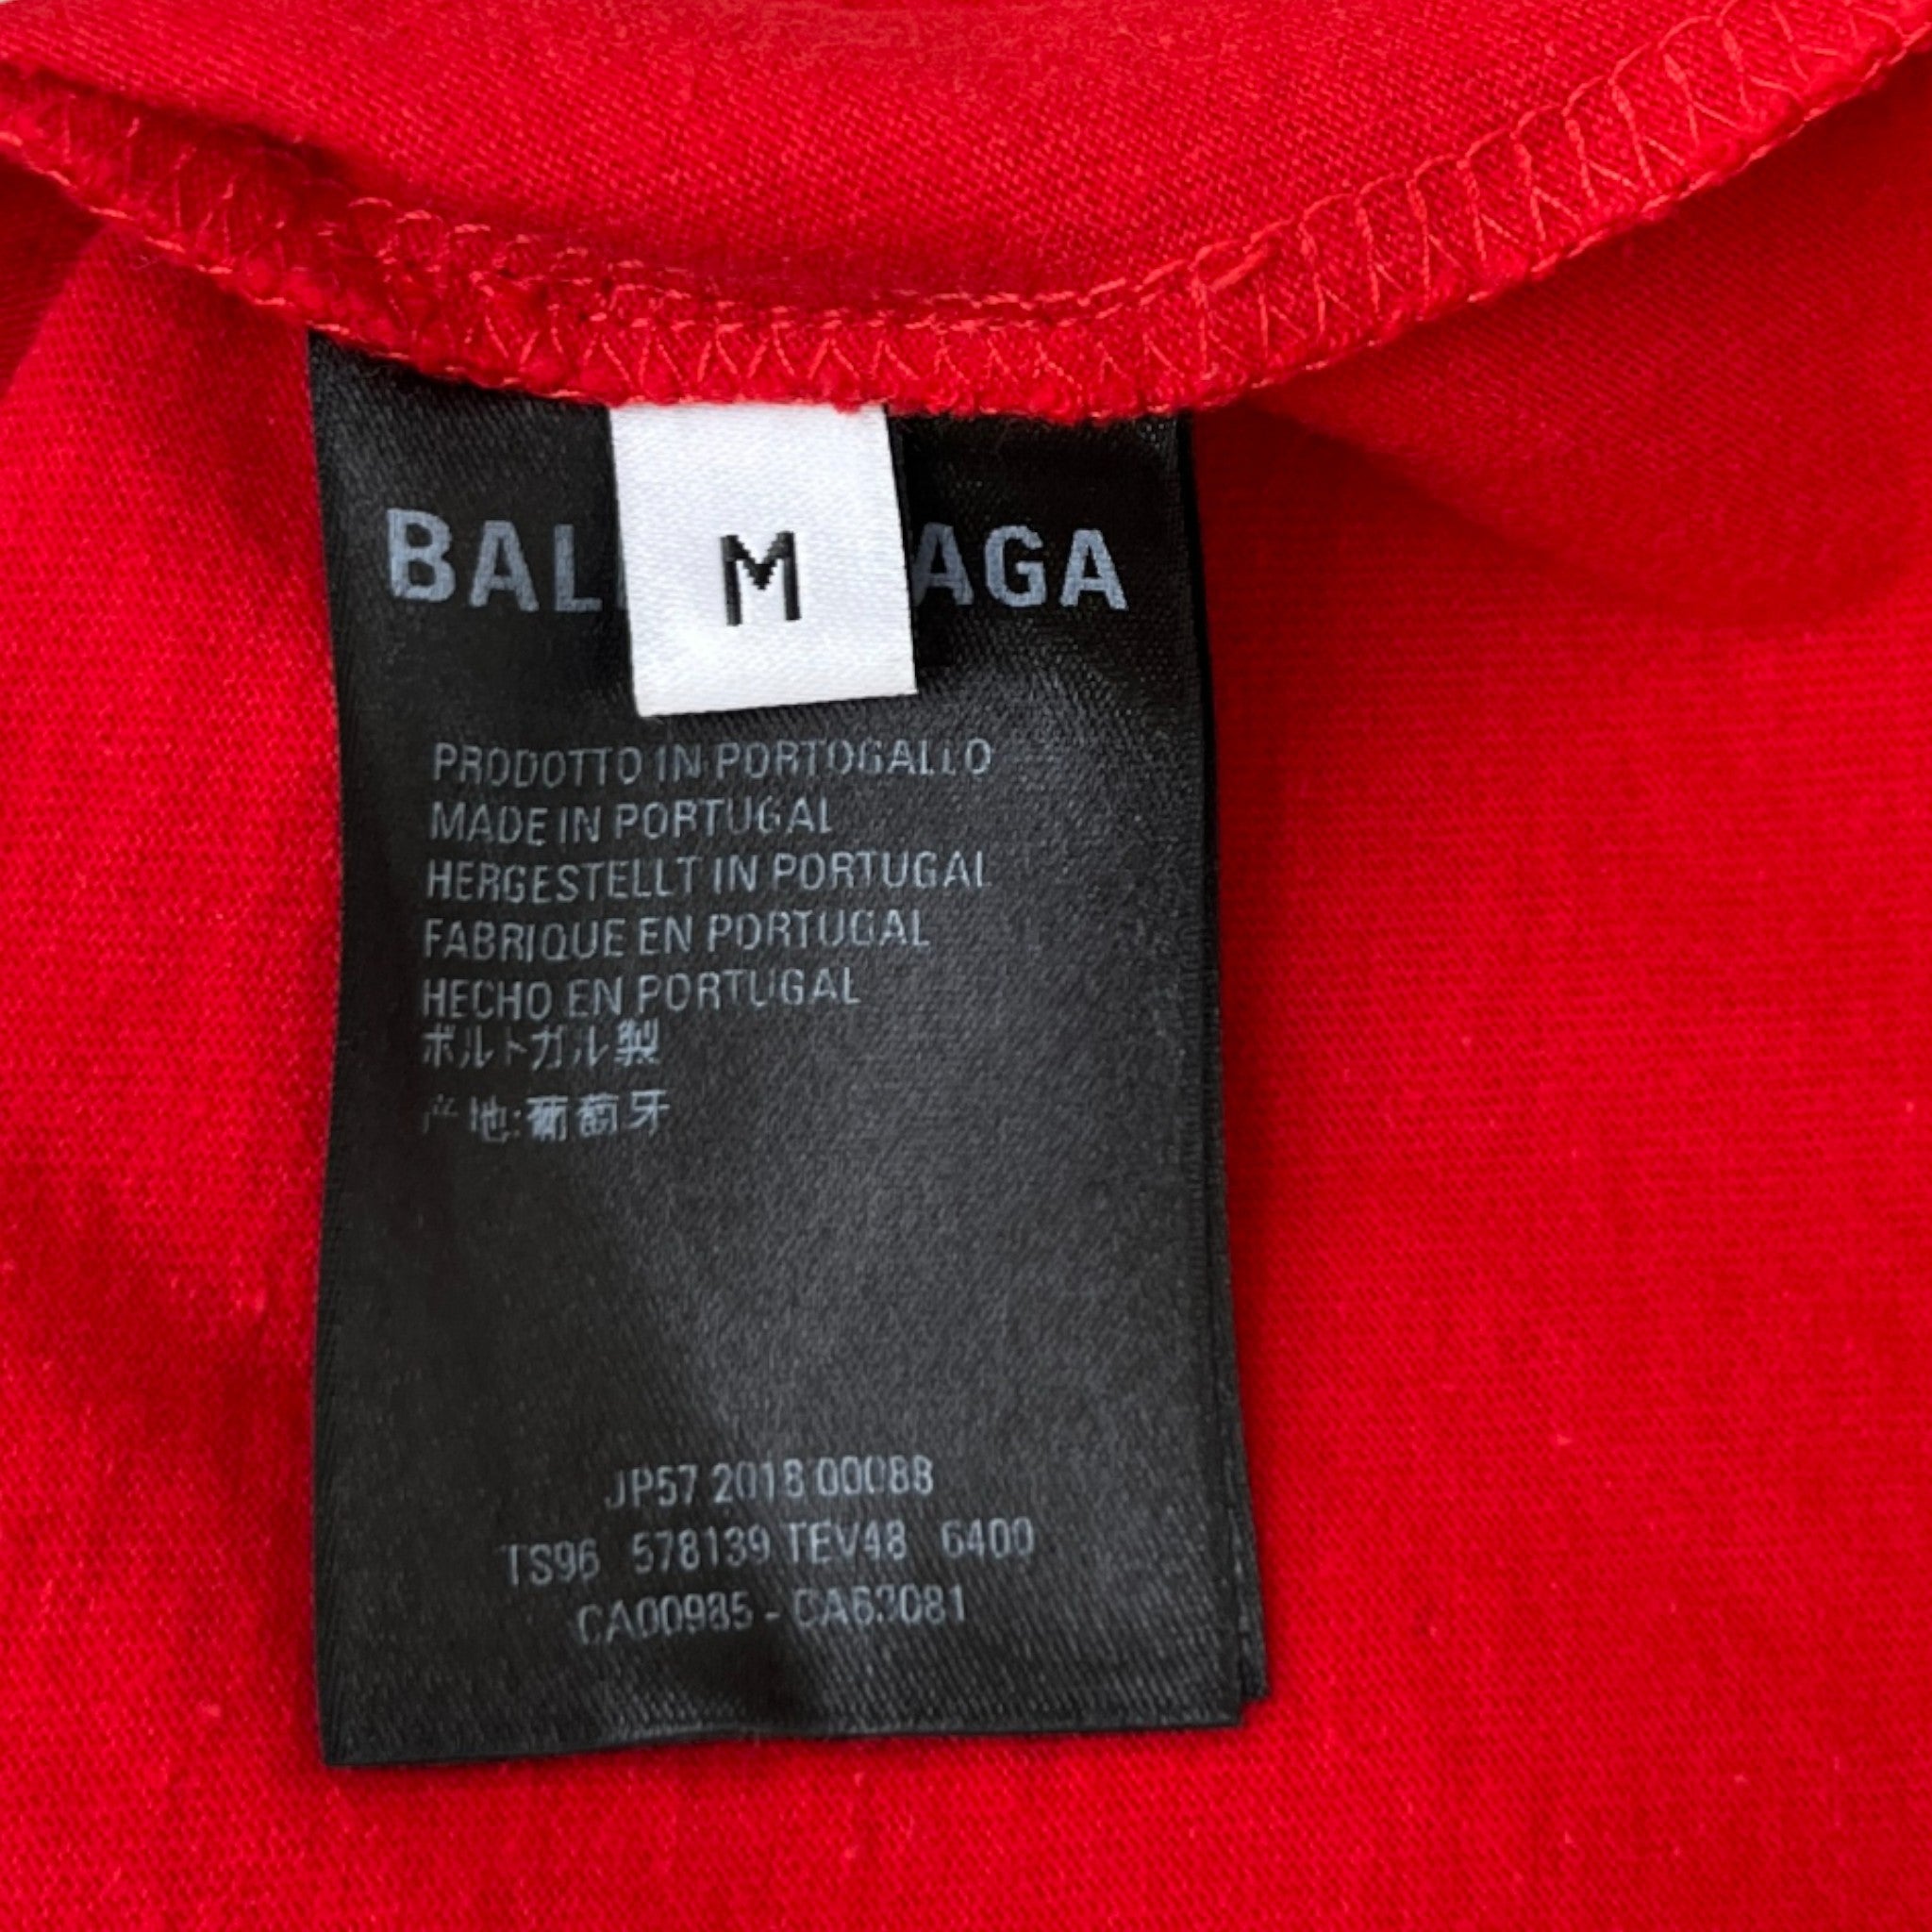 BAL AGA
M
PRODOTTO IN PORTOGALLO
MADE IN PORTUGAL
HERGESTELLT IN PORTUGAL
FABRIQUE EN PORTUGAL
HECHO EN PORTUGAL
ポルトガル製
产地:葡萄牙
JP57 2018 00088
TS96 578139 TEV48 6400
CA00985 - CA63081